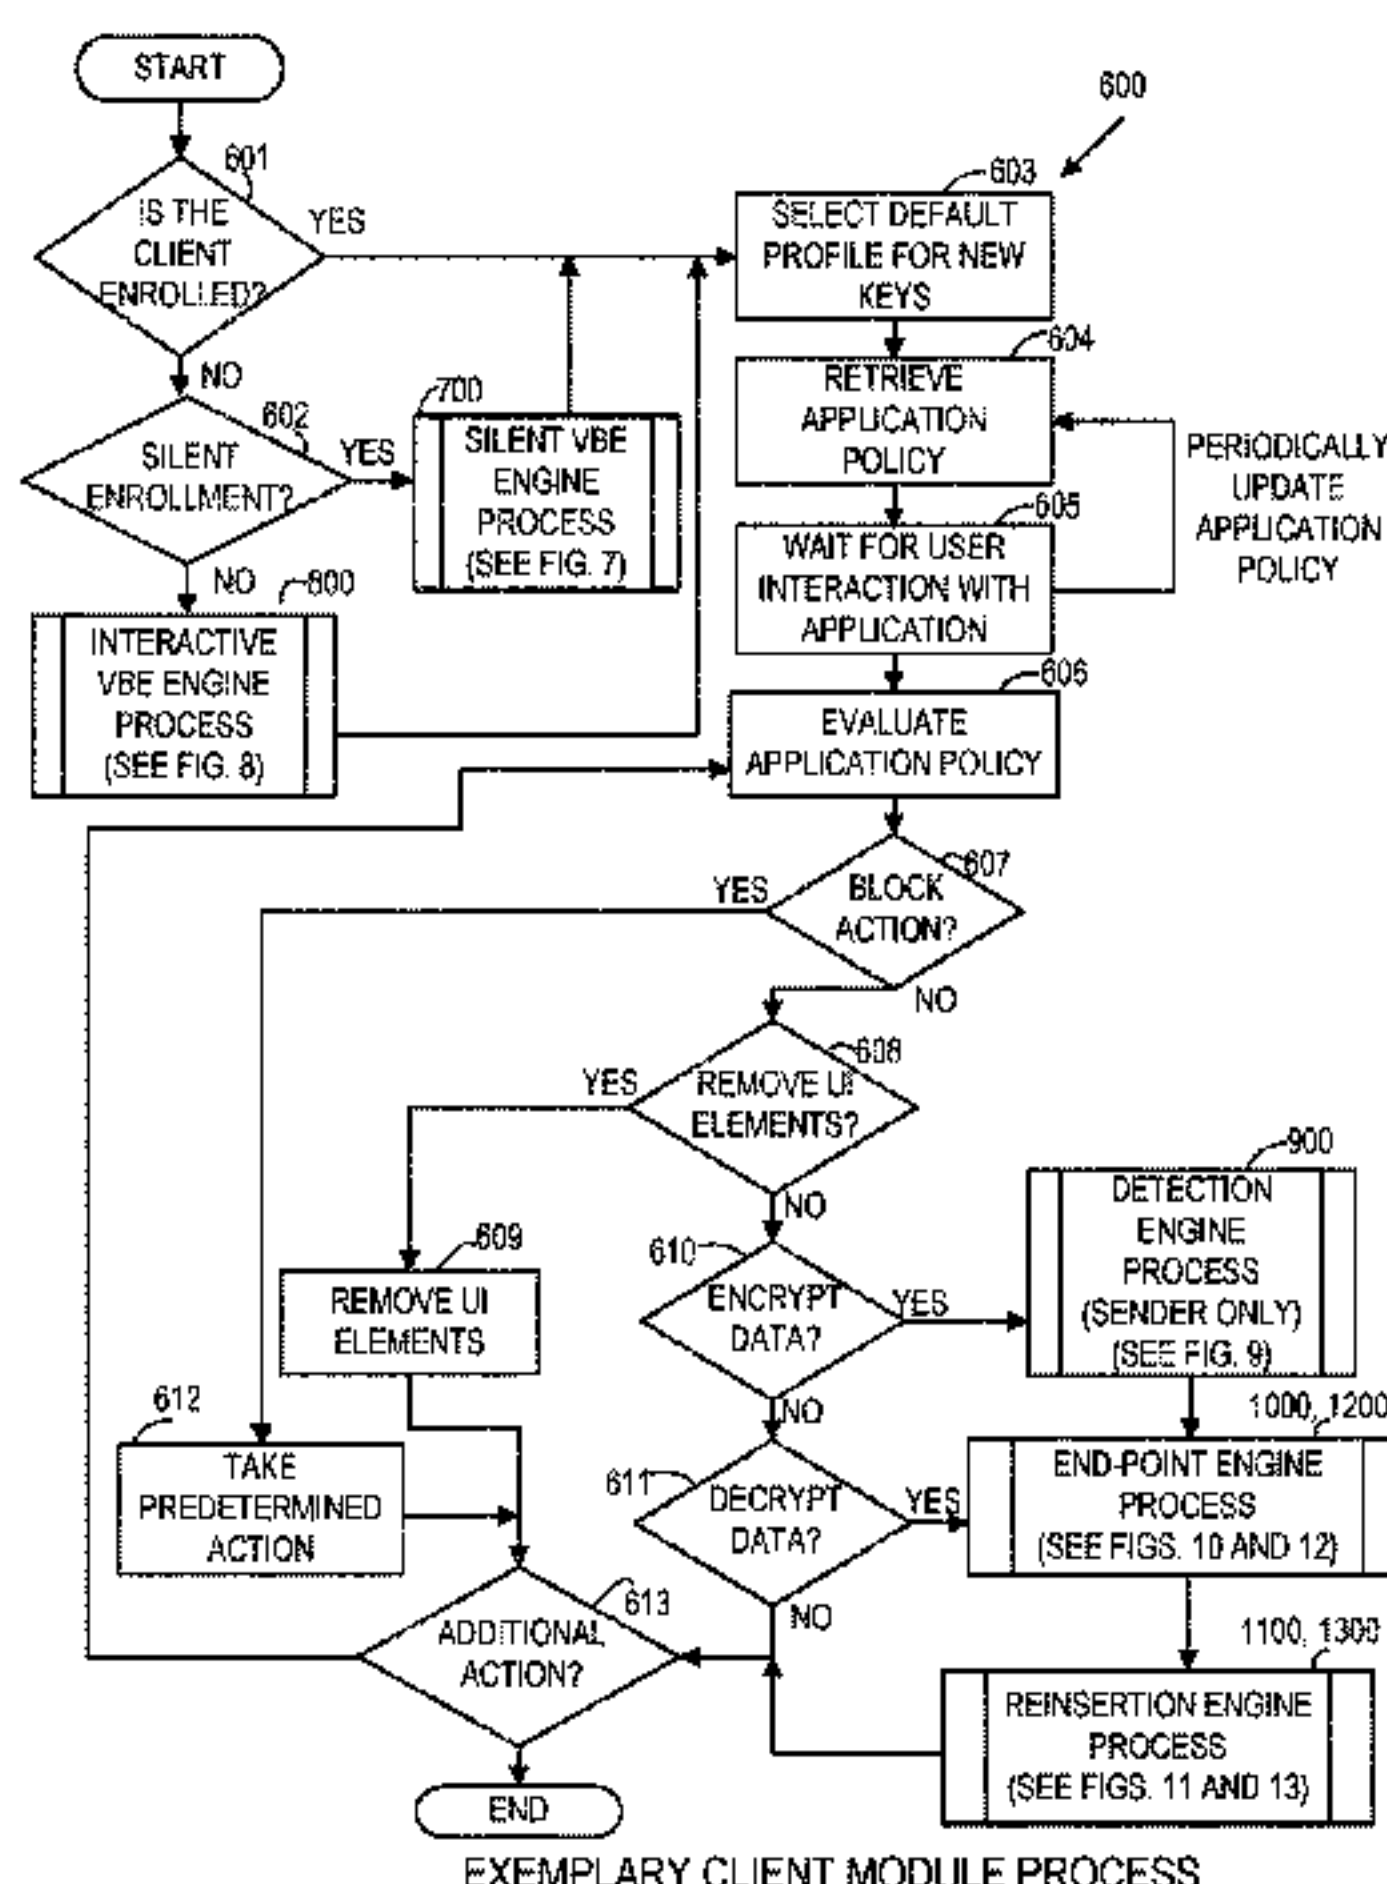 START
600
601
IS THE
CLIENT
ENROLLED?
YES
603
SELECT DEFAULT
PROFILE FOR NEW
KEYS
NO
602
SILENT
ENROLLMENT?
YES
700
SILENT VBE
ENGINE
PROCESS
(SEE FIG. 7)
604
RETRIEVE
APPLICATION
POLICY
PERIODICALLY
UPDATE
APPLICATION
POLICY
605
WAIT FOR USER
INTERACTION WITH
APPLICATION
NO
800
INTERACTIVE
VBE ENGINE
PROCESS
(SEE FIG. 8)
606
EVALUATE
APPLICATION POLICY
607
BLOCK
ACTION?
YES
NO
608
REMOVE UI
ELEMENTS?
YES
NO
609
REMOVE UI
ELEMENTS
610
ENCRYPT
DATA?
YES
NO
900
DETECTION
ENGINE
PROCESS
(SENDER ONLY)
(SEE FIG. 9)
612
TAKE
PREDETERMINED
ACTION
611
DECRYPT
DATA?
YES
NO
1000, 1200
END-POINT ENGINE
PROCESS
(SEE FIGS. 10 AND 12)
613
ADDITIONAL
ACTION?
1100, 1300
REINSERTION ENGINE
PROCESS
(SEE FIGS. 11 AND 13)
END
EXEMPLARY CLIENT MODULE PROCESS